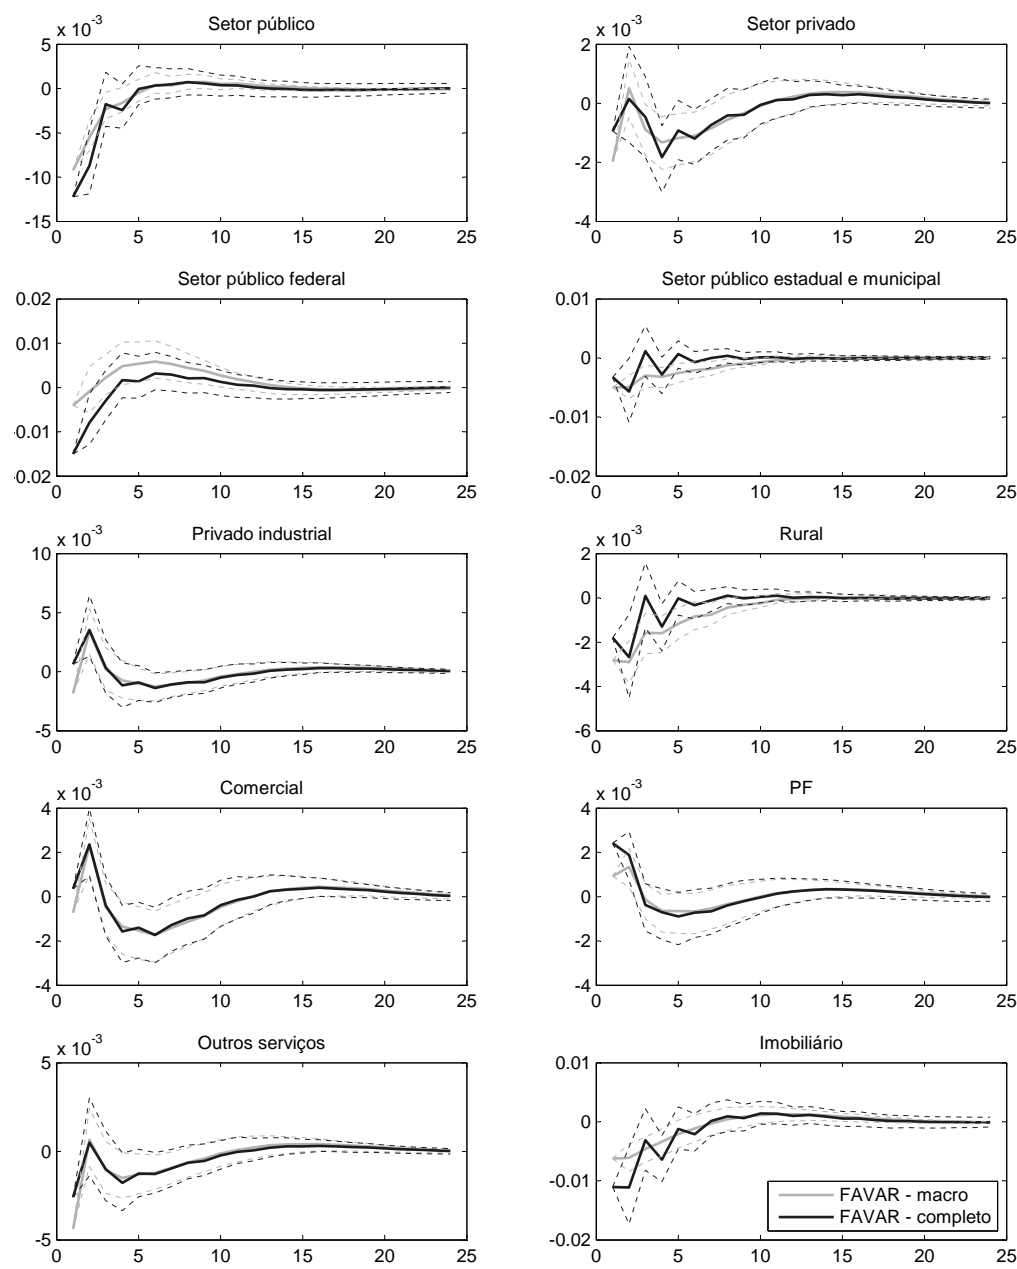 Setor público
x 10-3
5
0
-5
-10
-15
0 5 10 15 20 25
Setor privado
x 10-3
2
0
-2
-4
0 5 10 15 20 25
Setor público federal
0.02
0.01
0
0.01
0.02
0 5 10 15 20 25
Setor público estadual e municipal
0.01
0
-0.01
-0.02
0 5 10 15 20 25
Privado industrial
x 10-3
10
5
0
-5
0 5 10 15 20 25
Rural
x 10-3
2
0
-2
-4
-6
0 5 10 15 20 25
Comercial
x 10-3
4
2
0
-2
-4
0 5 10 15 20 25
PF
x 10-3
4
2
0
-2
-4
0 5 10 15 20 25
Outros serviços
x 10-3
5
0
-5
0 5 10 15 20 25
Imobiliário
0.01
0
-0.01
-0.02
0 5 10 15 20 25
FAVAR - macro
FAVAR - completo